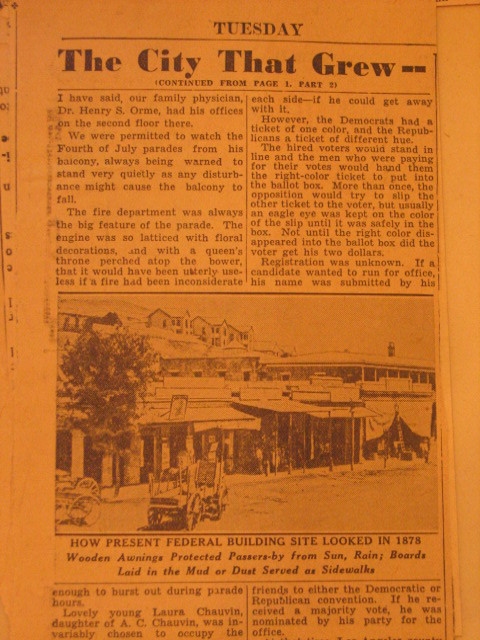 TUESDAY
The City That Grew--
(CONTINUED FROM PAGE 1, PART 2)
I have said, our family physician,
Dr. Henry S. Orme, had his offices
on the second floor there.
We were permitted to watch the
Fourth of July parades from his
balcony, always being warned to
stand very quietly as any disturb-
ance might cause the balcony to
fall.
The fire department was always
the big feature of the parade. The
engine was so latticed with floral
decorations, and with a queen's
throne perched atop the bower,
that it would have been utterly use-
less if a fire had been inconsiderate
each side—if he could get away
with it.
However, the Democrats had a
ticket of one color, and the Repub-
licans a ticket of different hue.
The hired voters would stand in
line and the men who were paying
for their votes would hand them
the right-color ticket to put into
the ballot box. More than once, the
opposition would try to slip the
other ticket to the voter, but usually
an eagle eye was kept on the color
of the slip until it was safely in the
box. Not until the right color dis-
appeared into the ballot box did the
voter get his two dollars.
Registration was unknown. If a
candidate wanted to run for office,
his name was submitted by his
HOW PRESENT FEDERAL BUILDING SITE LOOKED IN 1878
Wooden Awnings Protected Passers-by from Sun, Rain; Boards
Laid in the Mud or Dust Served as Sidewalks
enough to burst out during parade
hours.
Lovely young Laura Chauvin,
daughter of A. C. Chauvin, was in-
variably chosen to occupy the
friends to either the Democratic or
Republican convention. If he re-
ceived a majority vote, he was
nominated by his party for the
office.